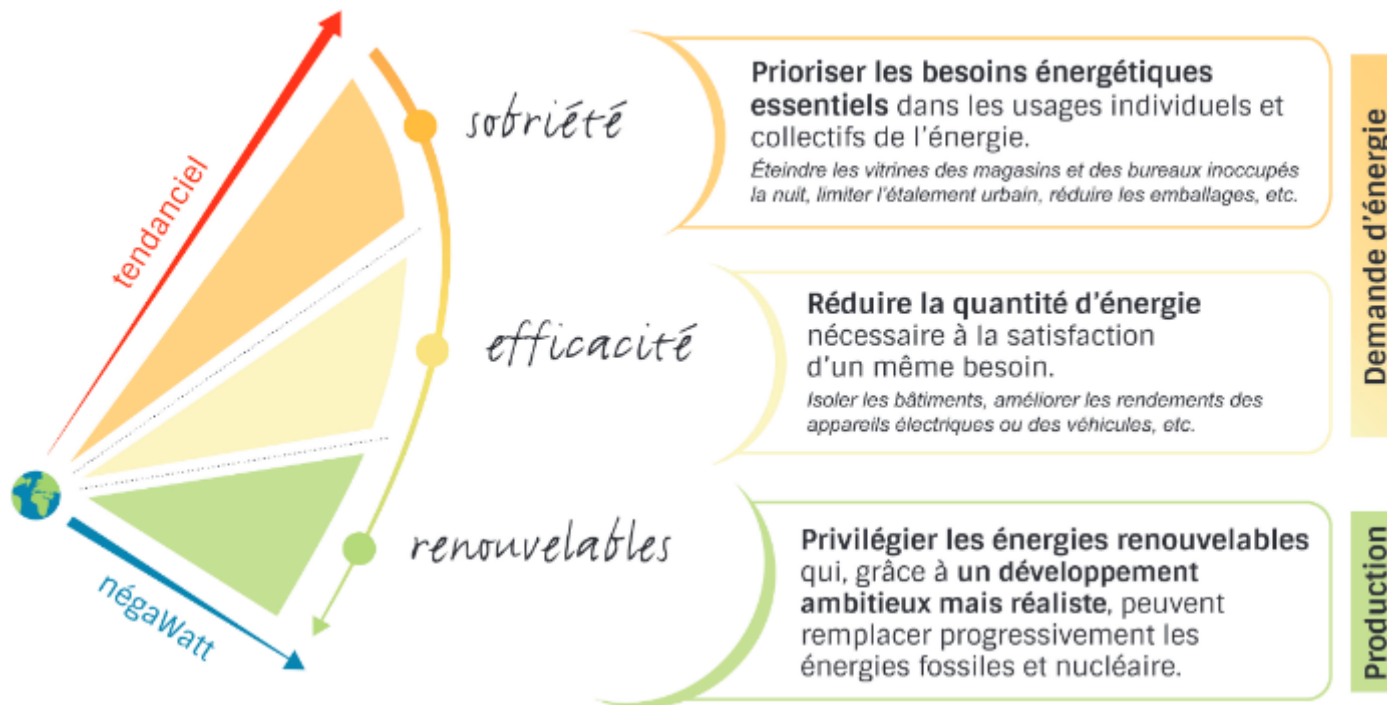 tendanciel
négaWatt
sobriété
Prioriser les besoins énergétiques
essentiels dans les usages individuels et
collectifs de l'énergie.
Éteindre les vitrines des magasins et des bureaux inoccupés
la nuit, limiter l'étalement urbain, réduire les emballages, etc.
efficacité
Réduire la quantité d'énergie
nécessaire à la satisfaction
d'un même besoin.
Isoler les bâtiments, améliorer les rendements des
appareils électriques ou des véhicules, etc.
Demande d'énergie
renouvelables
Privilégier les énergies renouvelables
qui, grâce à un développement
ambitieux mais réaliste, peuvent
remplacer progressivement les
énergies fossiles et nucléaire.
Production